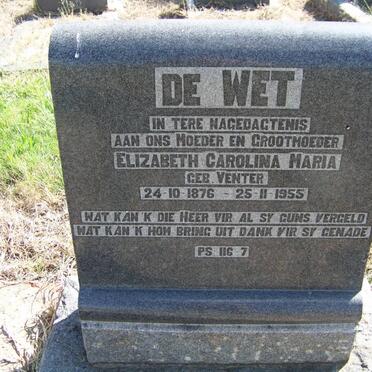 DE WET
IN TERE NAGEDAGTENIS
AAN ONS MOEDER EN GROOTMOEDER
ELIZABETH CAROLINA MARIA
GEB. VENTER
24-10-1876 - 25-11-1955
WAT KAN'K DIE HEER VIR AL SY GUNS VERGELD
WAT KAN'K HOM BRING UIT DANK VIR SY GENADE
PS 116 7